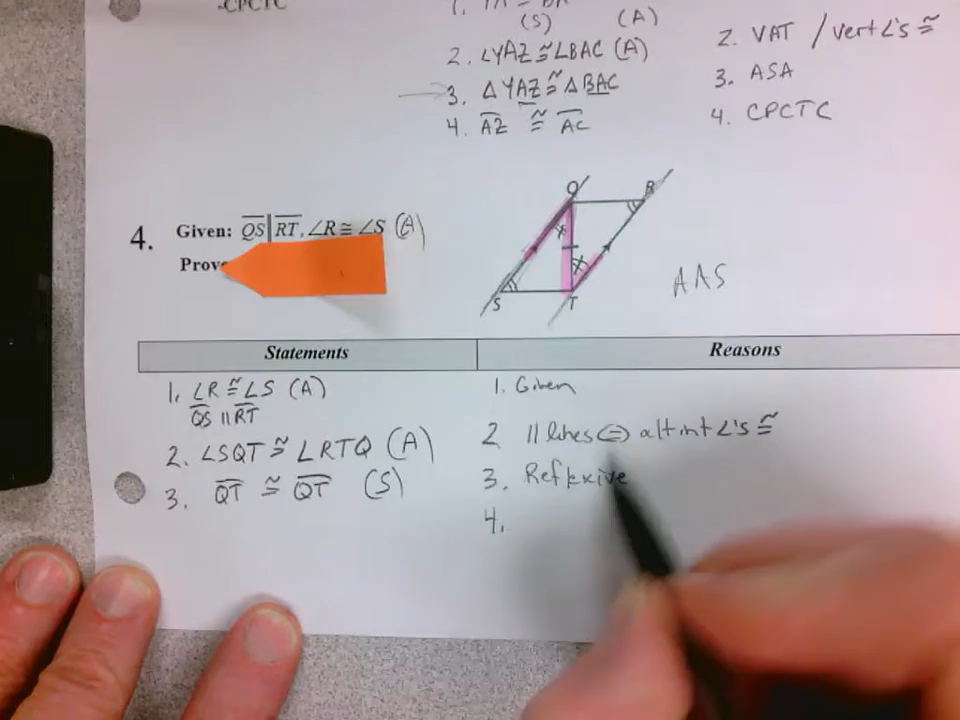 -CPCTC
1.
(S) (A)
2. ∠YAZ ≅ ∠BAC (A)
2. VAT / vert ∠'s ≅
3. △YAZ ≅ △BAC
3. ASA
4. AZ ≅ AC
4. CPCTC
4. Given: QS || RT, ∠R ≅ ∠S (A)
Prove
Q R
S T
AAS
Statements Reasons
1. ∠R ≅ ∠S (A) 1. Given
QS || RT
2. ∠SQT ≅ ∠RTQ (A) 2 || lines ⇔ alt int ∠'s ≅
3. QT ≅ QT (S) 3. Reflexive
4.